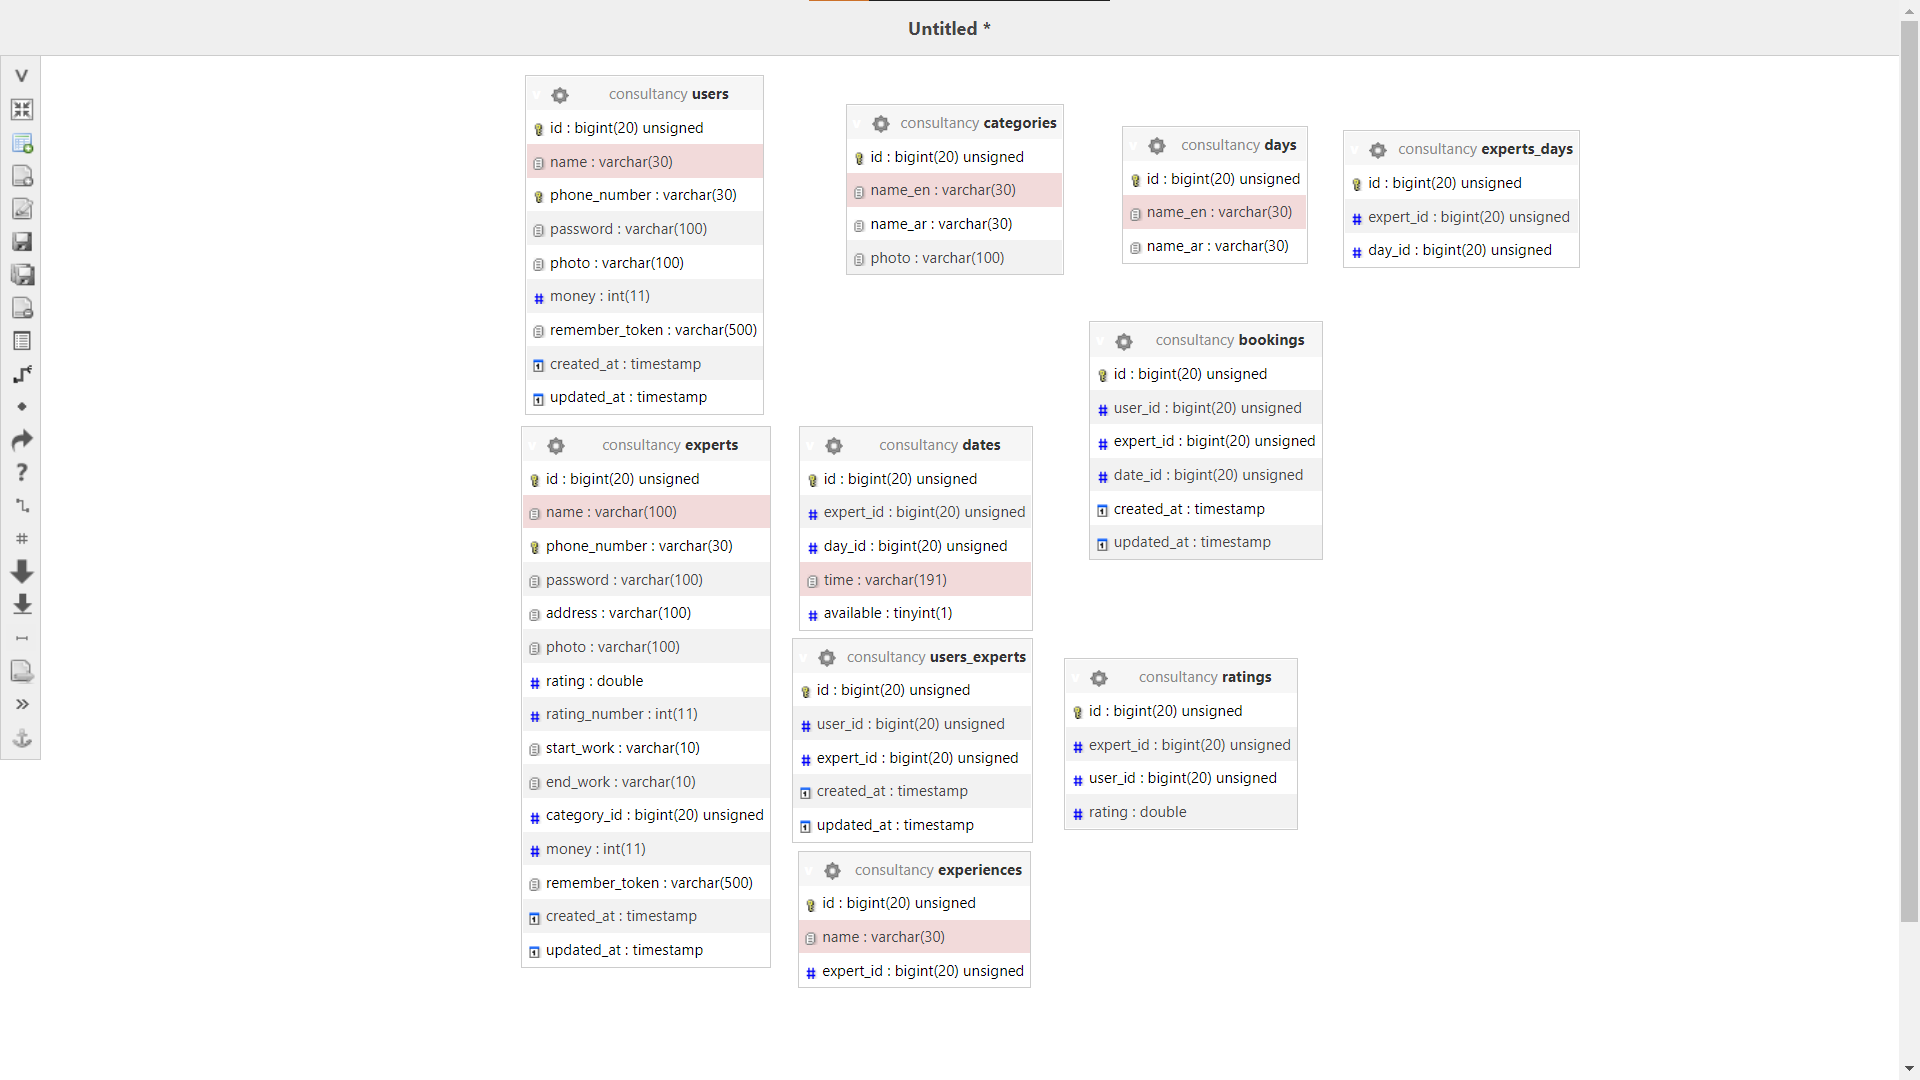 Untitled *
consultancy users
id : bigint(20) unsigned
name : varchar(30)
phone_number : varchar(30)
password : varchar(100)
photo : varchar(100)
money : int(11)
remember_token : varchar(500)
created_at : timestamp
updated_at : timestamp
consultancy categories
id : bigint(20) unsigned
name_en : varchar(30)
name_ar : varchar(30)
photo : varchar(100)
consultancy days
id : bigint(20) unsigned
name_en : varchar(30)
name_ar : varchar(30)
consultancy experts_days
id : bigint(20) unsigned
expert_id : bigint(20) unsigned
day_id : bigint(20) unsigned
consultancy bookings
id : bigint(20) unsigned
user_id : bigint(20) unsigned
expert_id : bigint(20) unsigned
date_id : bigint(20) unsigned
created_at : timestamp
updated_at : timestamp
consultancy experts
id : bigint(20) unsigned
name : varchar(100)
phone_number : varchar(30)
password : varchar(100)
address : varchar(100)
photo : varchar(100)
rating : double
rating_number : int(11)
start_work : varchar(10)
end_work : varchar(10)
category_id : bigint(20) unsigned
money : int(11)
remember_token : varchar(500)
created_at : timestamp
updated_at : timestamp
consultancy dates
id : bigint(20) unsigned
expert_id : bigint(20) unsigned
day_id : bigint(20) unsigned
time : varchar(191)
available : tinyint(1)
consultancy users_experts
id : bigint(20) unsigned
user_id : bigint(20) unsigned
expert_id : bigint(20) unsigned
created_at : timestamp
updated_at : timestamp
consultancy ratings
id : bigint(20) unsigned
expert_id : bigint(20) unsigned
user_id : bigint(20) unsigned
rating : double
consultancy experiences
id : bigint(20) unsigned
name : varchar(30)
expert_id : bigint(20) unsigned